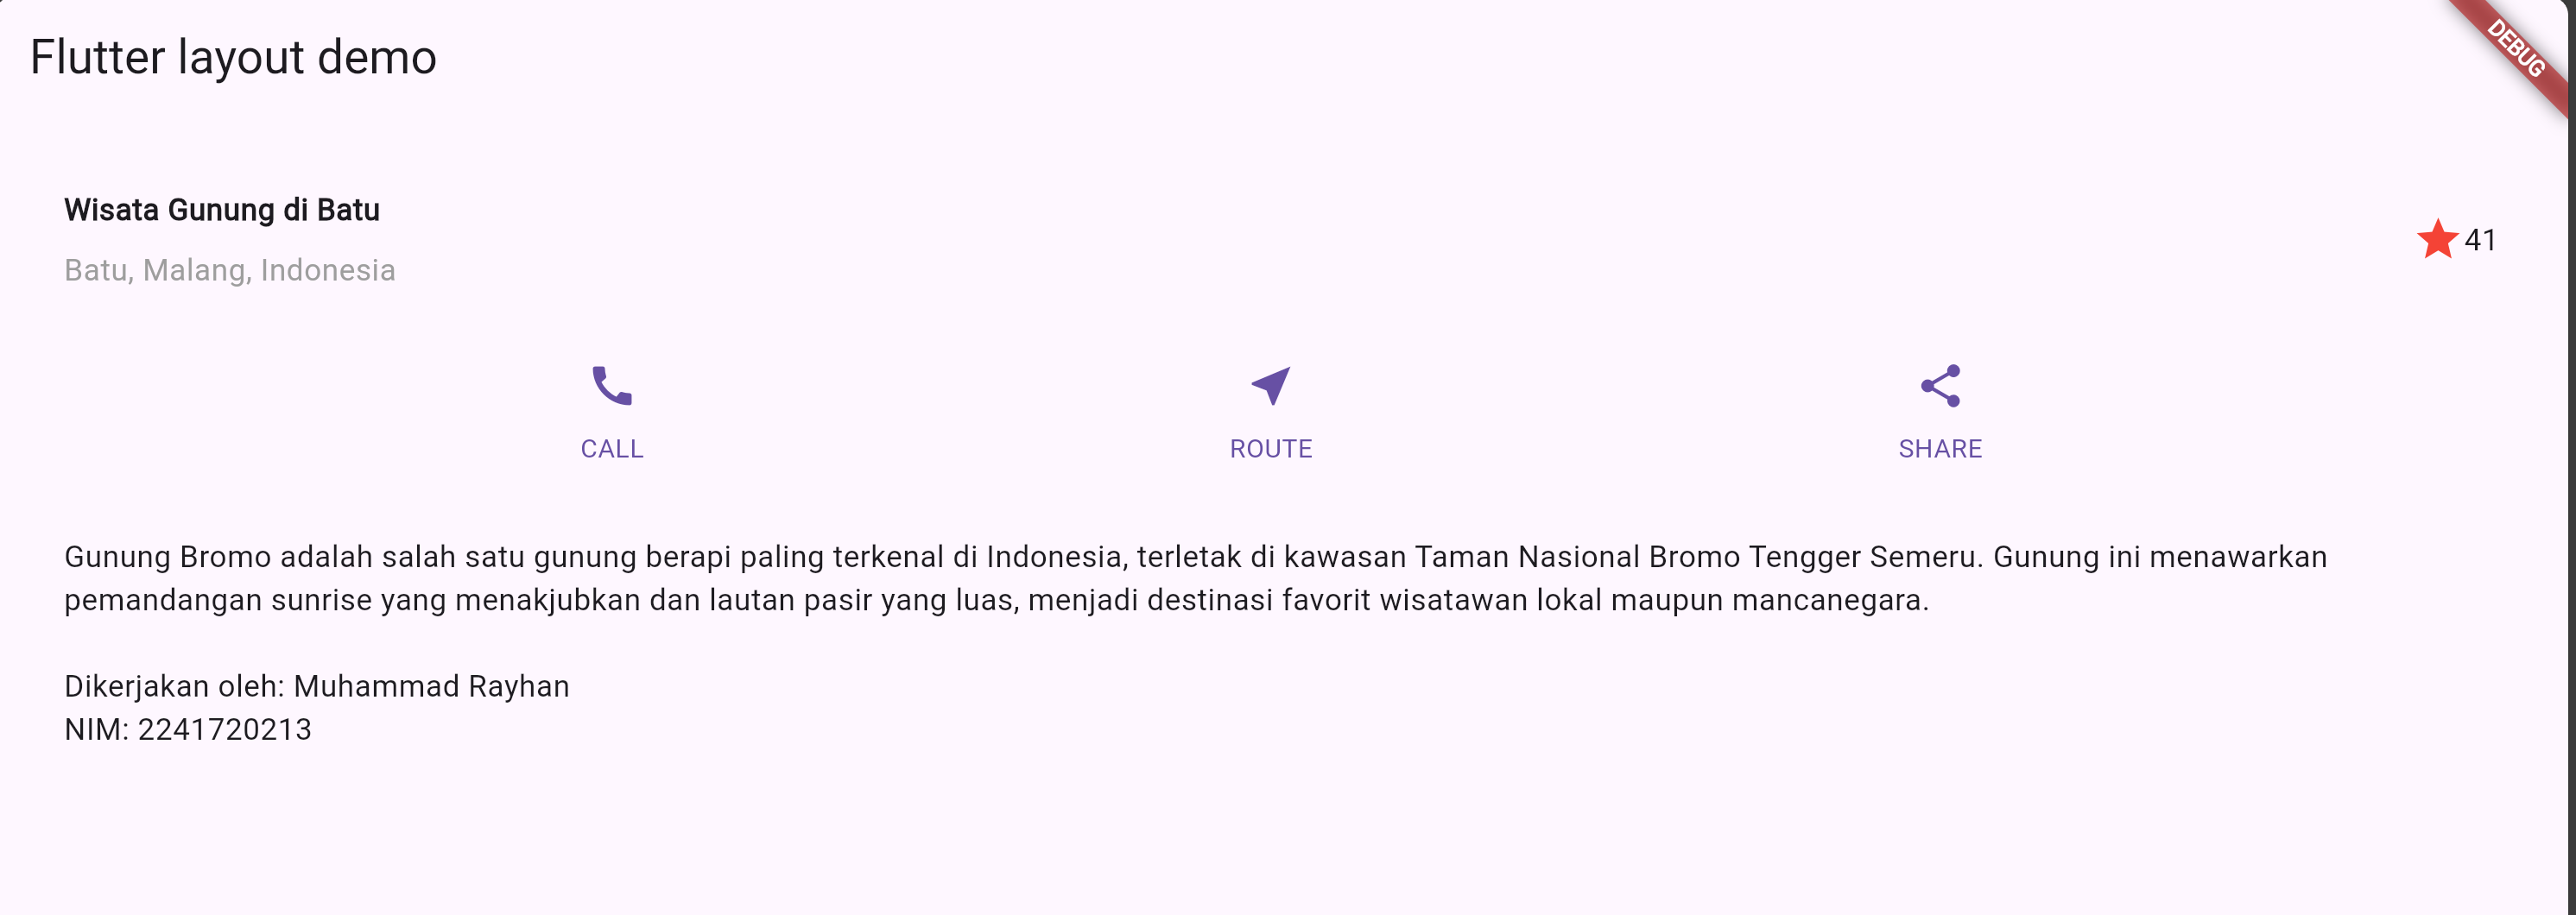 Flutter layout demo
DEBUG
Wisata Gunung di Batu
Batu, Malang, Indonesia
41
CALL
ROUTE
SHARE
Gunung Bromo adalah salah satu gunung berapi paling terkenal di Indonesia, terletak di kawasan Taman Nasional Bromo Tengger Semeru. Gunung ini menawarkan
pemandangan sunrise yang menakjubkan dan lautan pasir yang luas, menjadi destinasi favorit wisatawan lokal maupun mancanegara.
Dikerjakan oleh: Muhammad Rayhan
NIM: 2241720213